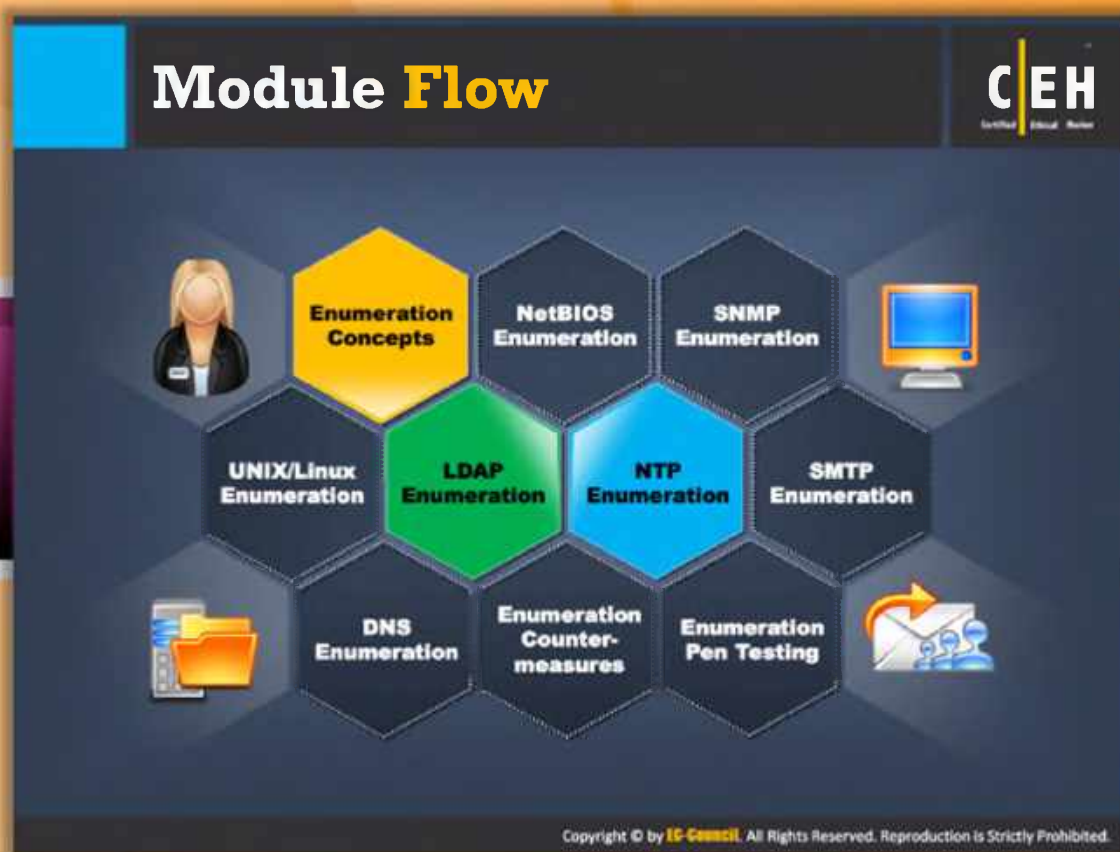 Module Flow
C EH
Enumeration
Concepts
NetBIOS
Enumeration
SNMP
Enumeration
UNIX/Linux
Enumeration
LDAP
Enumeration
NTP
Enumeration
SMTP
Enumeration
DNS
Enumeration
Enumeration
Counter-
measures
Enumeration
Pen Testing
Copyright © by EC-Council. All Rights Reserved. Reproduction is Strictly Prohibited.